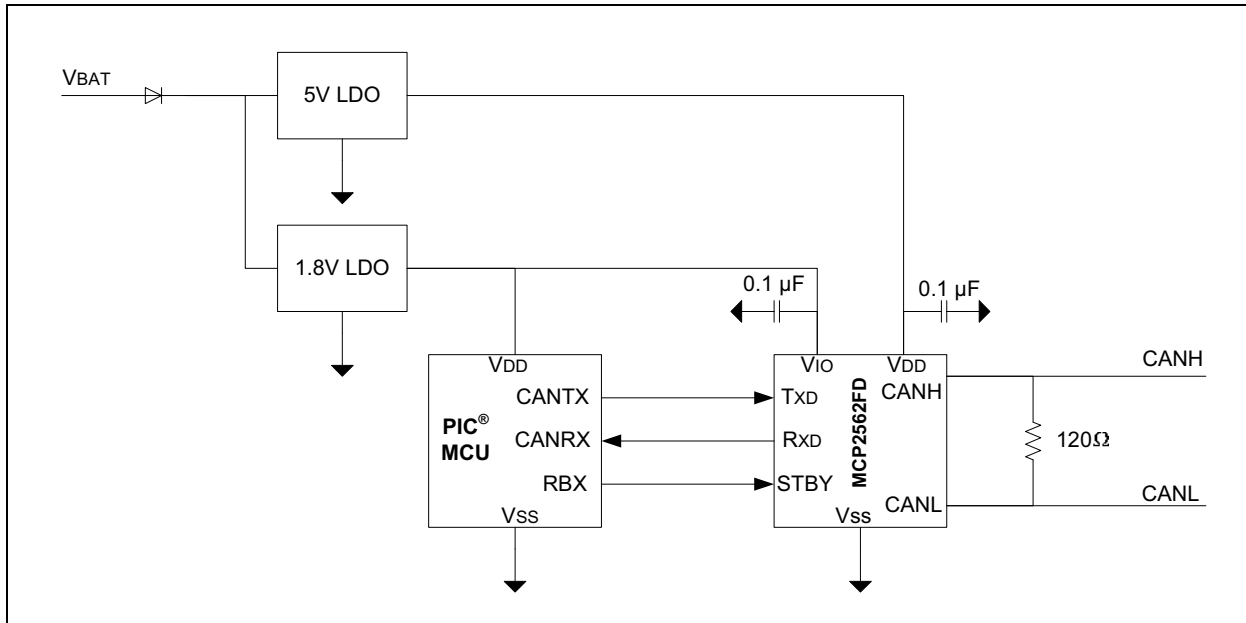 VBAT
5V LDO
1.8V LDO
0.1 µF
0.1 µF
VDD
CANTX
PIC®
MCU
CANRX
RBX
VSS
VIO
VDD
TXD
CANH
RXD
MCP2562FD
STBY
CANL
Vss
CANH
120Ω
CANL